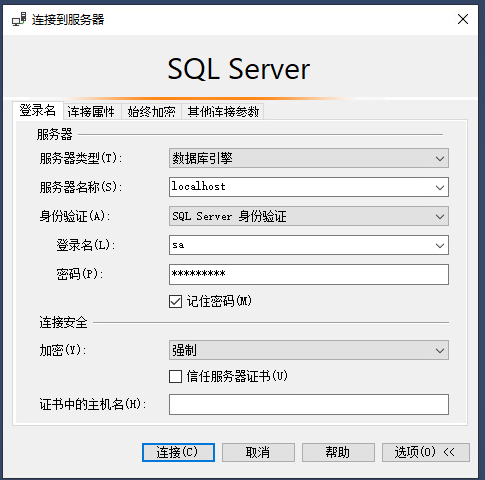 连接到服务器
SQL Server
登录名 连接属性 始终加密 其他连接参数
服务器
服务器类型(T): 数据库引擎
服务器名称(S): localhost
身份验证(A): SQL Server 身份验证
登录名(L): sa
密码(P): *********
记住密码(M)
连接安全
加密(Y): 强制
信任服务器证书(U)
证书中的主机名(H):
连接(C) 取消 帮助 选项(O) <<